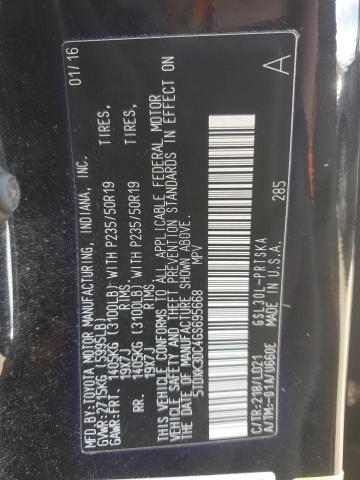 MFD.BY:TOYOTA MOTOR MANUFACTURING, INDIANA, INC. 01/16
GVWR:2715KG ( 5995LB)
GAWR:FRT. 1405KG (3100LB) WITH P235/50R19 TIRES,
19X7J RIMS,
RR. 1405KG (3100LB) WITH P235/50R19 TIRES,
19X7J RIMS.
THIS VEHICLE CONFORMS TO ALL APPLICABLE FEDERAL MOTOR
VEHICLE SAFETY AND THEFT PREVENTION STANDARDS IN EFFECT ON
THE DATE OF MANUFACTURE SHOWN ABOVE.
5TDXK3DC4GS695668 MPV
A
285
C/TR:218/LD21 GSL30L-PRTSKA
A/TM:-01A/U660E MADE IN U.S.A.